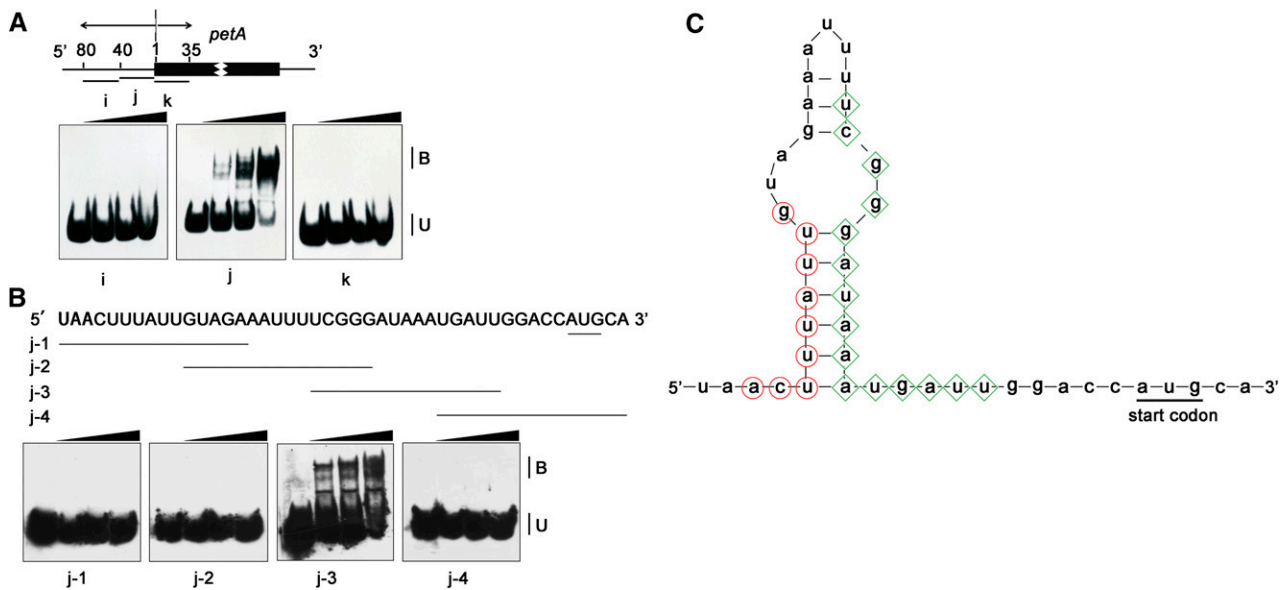 A
petA
5' 80 40 1 35 3'
i j k
B
U
i j k
B
5' UAACUUUAUUGUAGAAAUUUUCGGGAUAAAUGAUUGGACCAUGCA 3'
j-1
j-2
j-3
j-4
B
U
j-1 j-2 j-3 j-4
C
u
a u
a u
a u
g c
a g
u g
g
u g
u a
a u
u a
u a
5'-u-a-a-c-u-a-u-g-a-u-u-g-g-a-c-c-a-u-g-c-a-3'
start codon